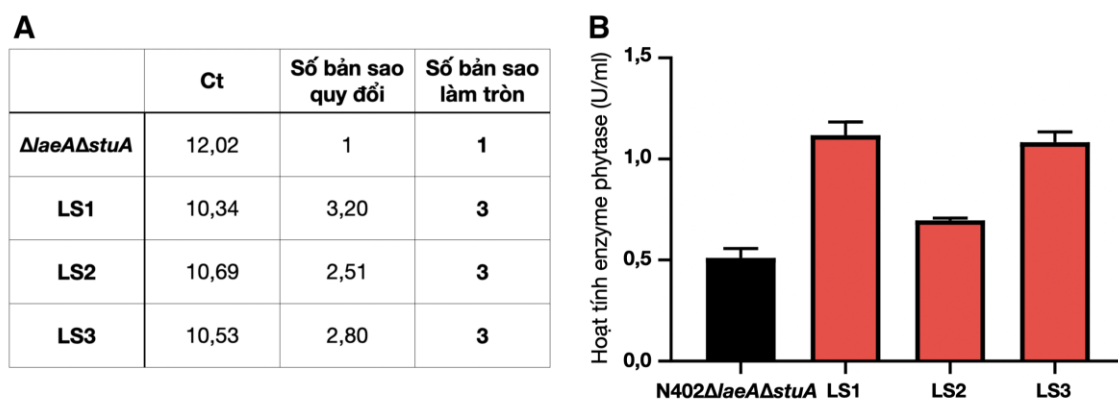 A
Ct
Số bản sao
quy đổi
Số bản sao
làm tròn
ΔlaeAΔstuA
12,02
1
1
LS1
10,34
3,20
3
LS2
10,69
2,51
3
LS3
10,53
2,80
3
B
Hoạt tính enzyme phytase (U/ml)
1,5
1,0
0,5
0,0
N402ΔlaeAΔstuA LS1 LS2 LS3